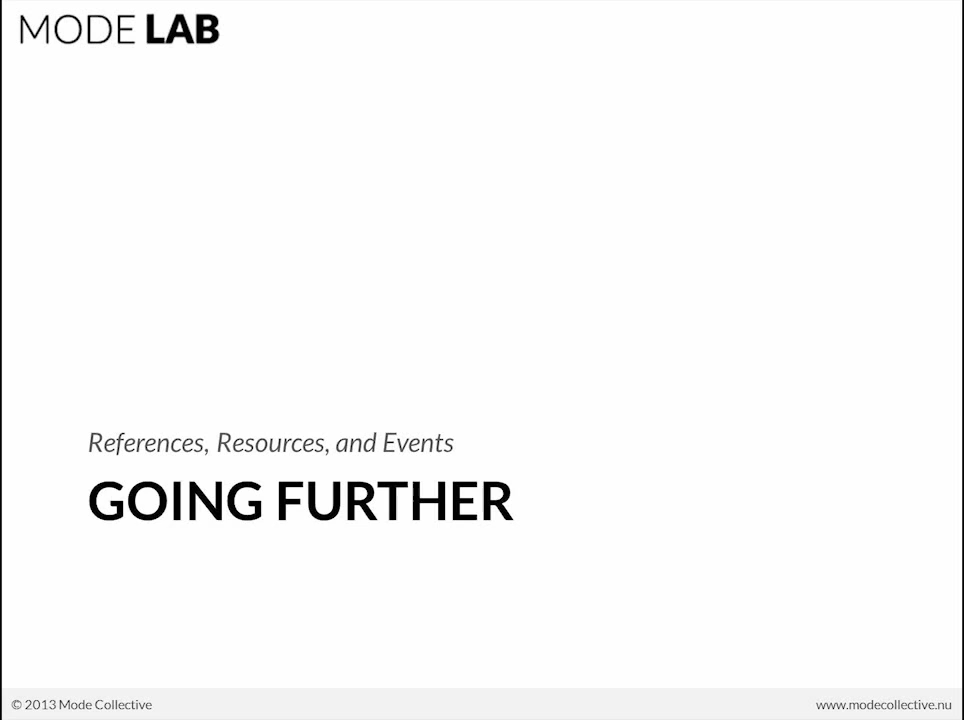 MODE LAB
References, Resources, and Events
GOING FURTHER
© 2013 Mode Collective
www.modecollective.nu